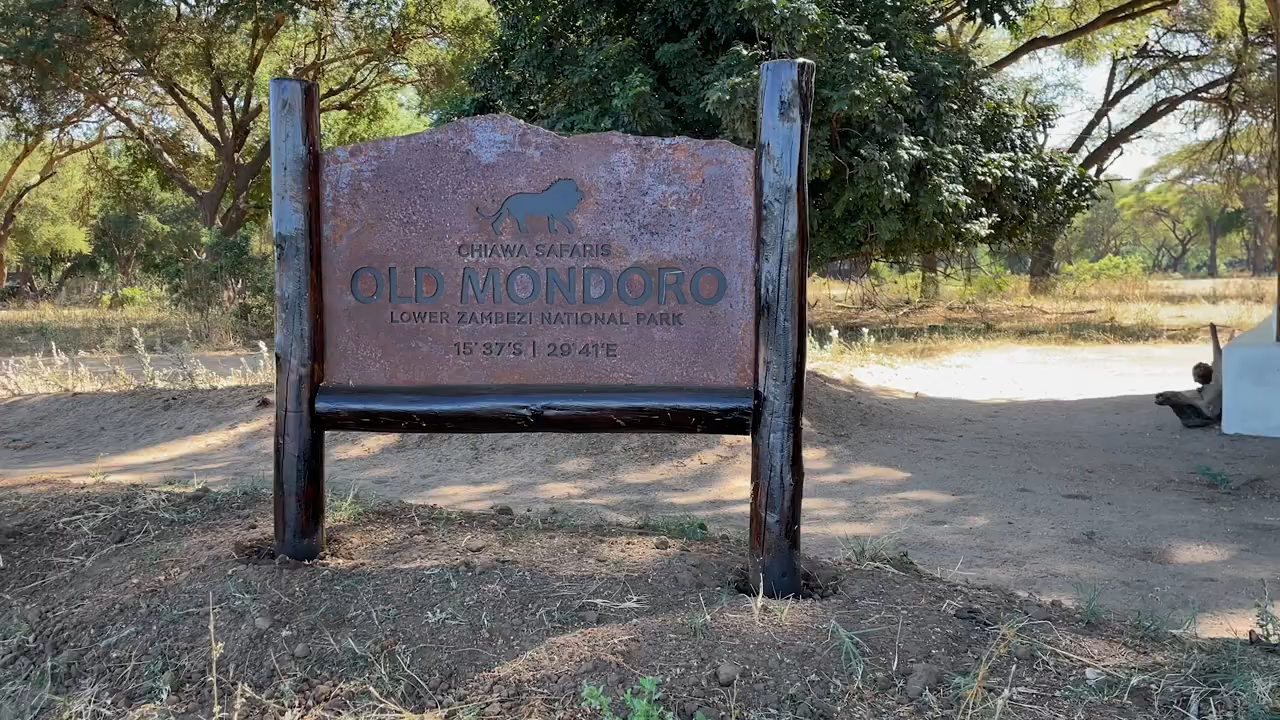 CHIAWA SAFARIS
OLD MONDORO
LOWER ZAMBEZI NATIONAL PARK
15°37'S | 29°41'E